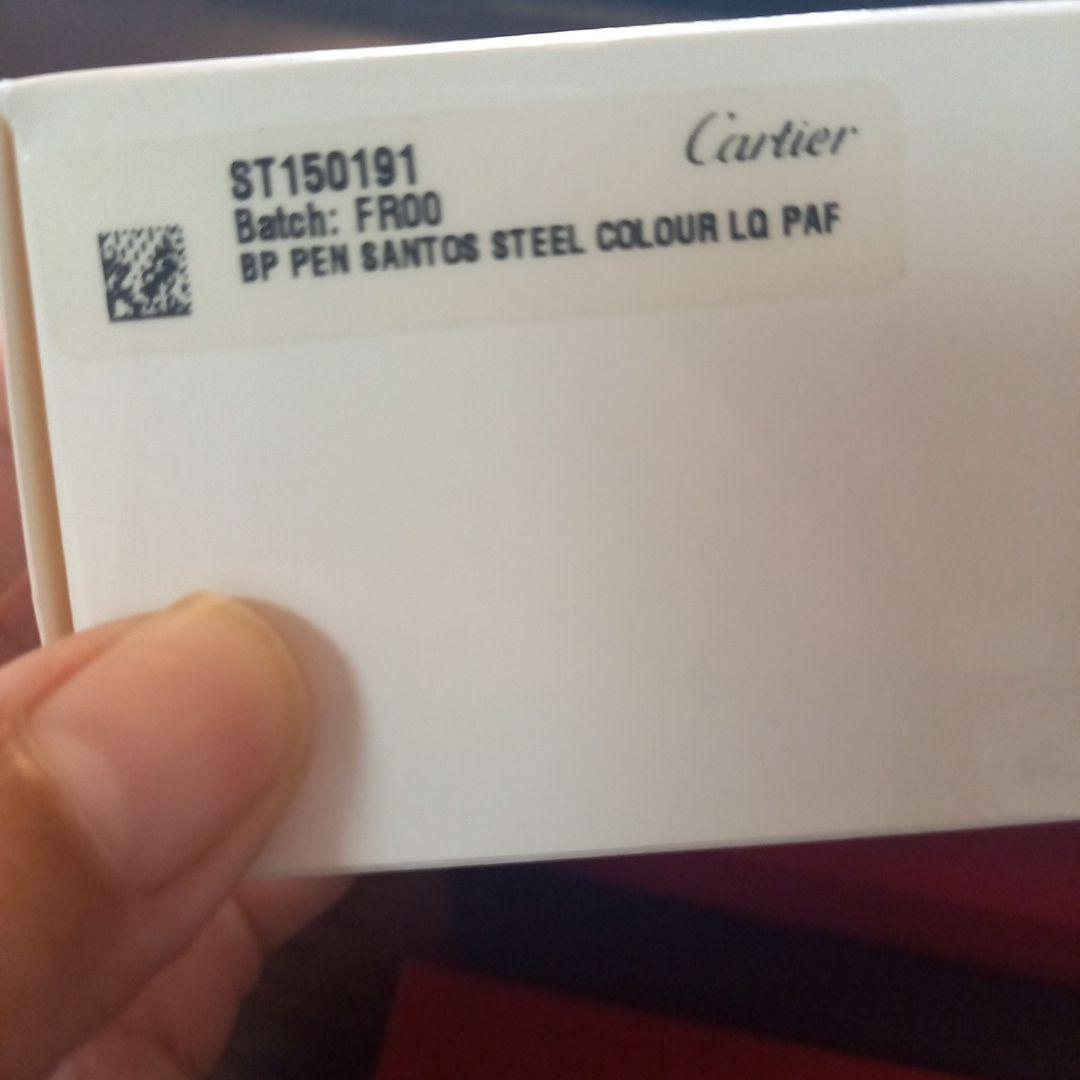 Cartier
ST150191
Batch: FR00
BP PEN SANTOS STEEL COLOUR LQ PAF